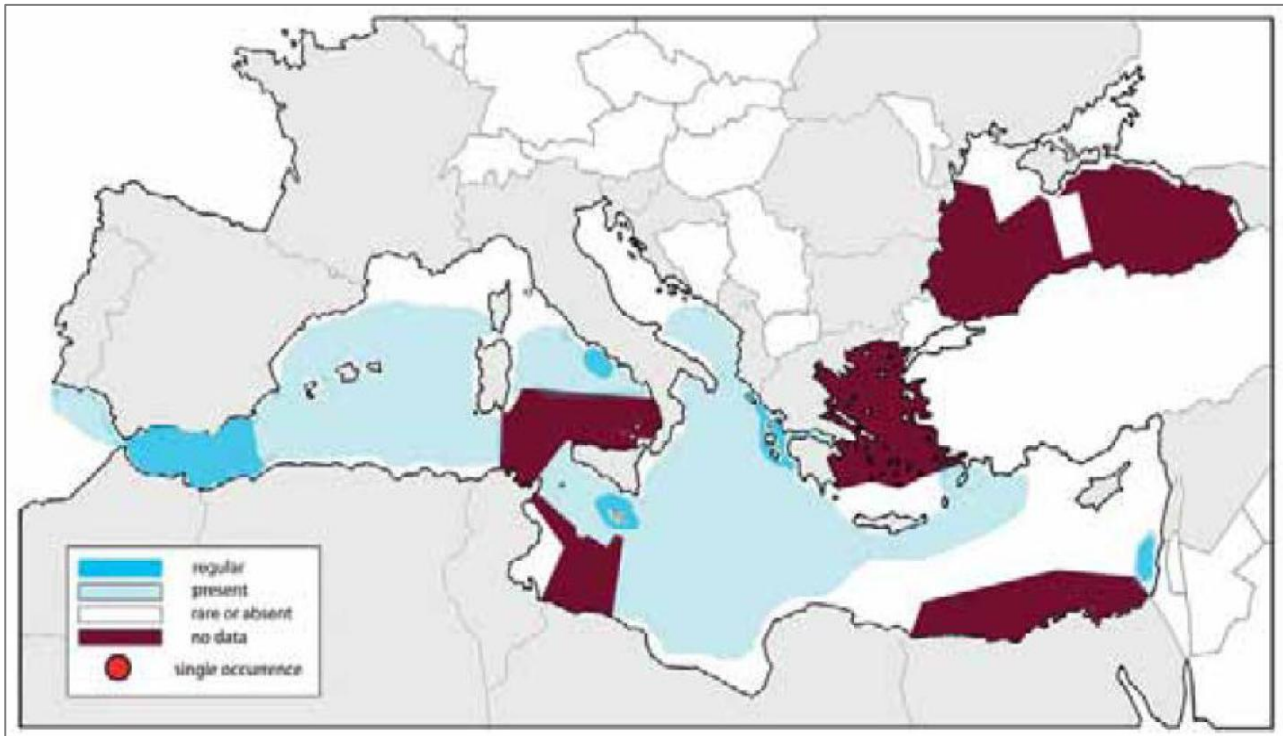 regular
present
rare or absent
no data
single occurrence